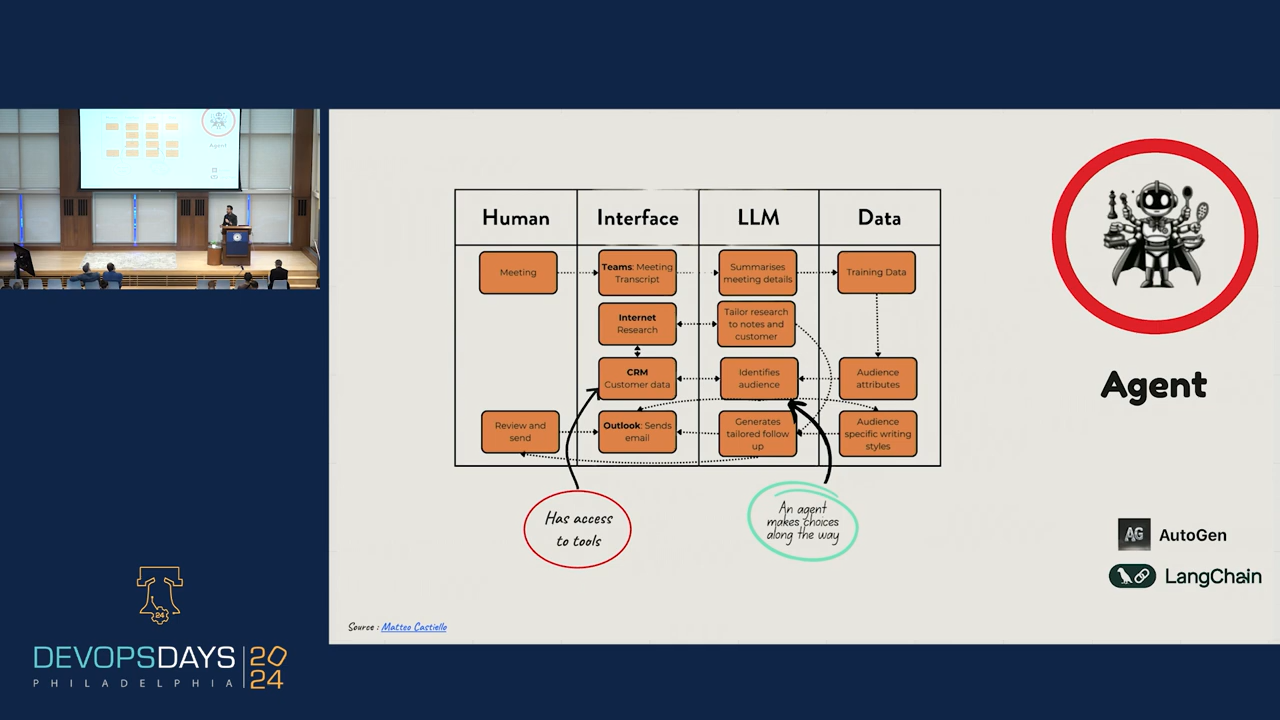 Human
Interface
LLM
Data
Meeting
Teams: Meeting
Transcript
Summarises
meeting details
Training Data
Internet
Research
Tailor research
to notes and
customer
CRM
Customer data
Identifies
audience
Audience
attributes
Review and
send
Outlook: Sends
email
Generates
tailored follow
up
Audience
specific writing
styles
Has access
to tools
An agent
makes choices
along the way
Agent
AG AutoGen
LangChain
Source : Matteo Castiello
24
DEVOPSDAYS
PHILADELPHIA
20
24